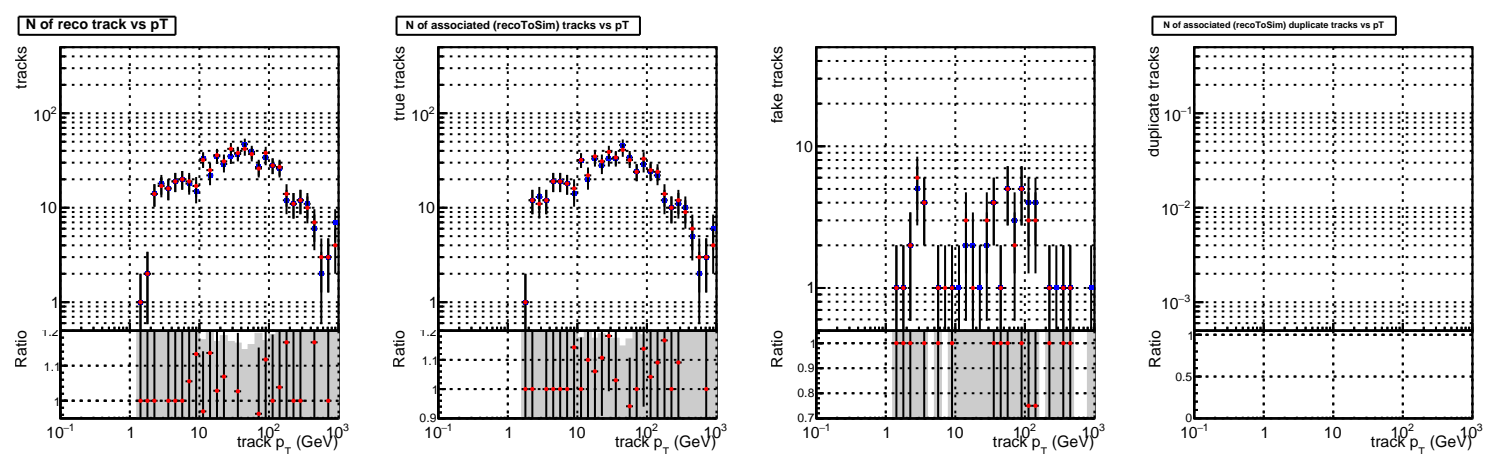 N of reco track vs pT
tracks
10²
10
1
Ratio
1.2
1.1
1
10⁻¹ 1 10 10² 10³
track p_T (GeV)
N of associated (recoToSim) tracks vs pT
true tracks
10²
10
1
Ratio
1.2
1.1
1
0.9
10⁻¹ 1 10 10² 10³
track p_T (GeV)
fake tracks
10
1
Ratio
1
0.9
0.8
0.7
10⁻¹ 1 10 10² 10³
track p_T (GeV)
N of associated (recoToSim) duplicate tracks vs pT
duplicate tracks
10⁻¹
10⁻²
10⁻³
Ratio
1
0.5
0
10⁻¹ 1 10 10² 10³
track p_T (GeV)